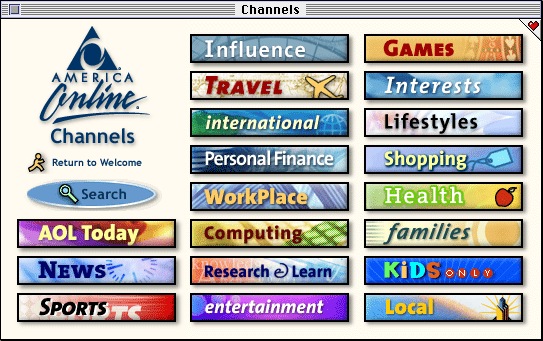 Channels
AMERICA
Online
Channels
Return to Welcome
Search
AOL Today
NEWS
SPORTS
Influence
TRAVEL
international
Personal Finance
WorkPlace
Computing
Research & Learn
entertainment
GAMES
Interests
Lifestyles
Shopping
Health
families
KiDS ONLY
Local